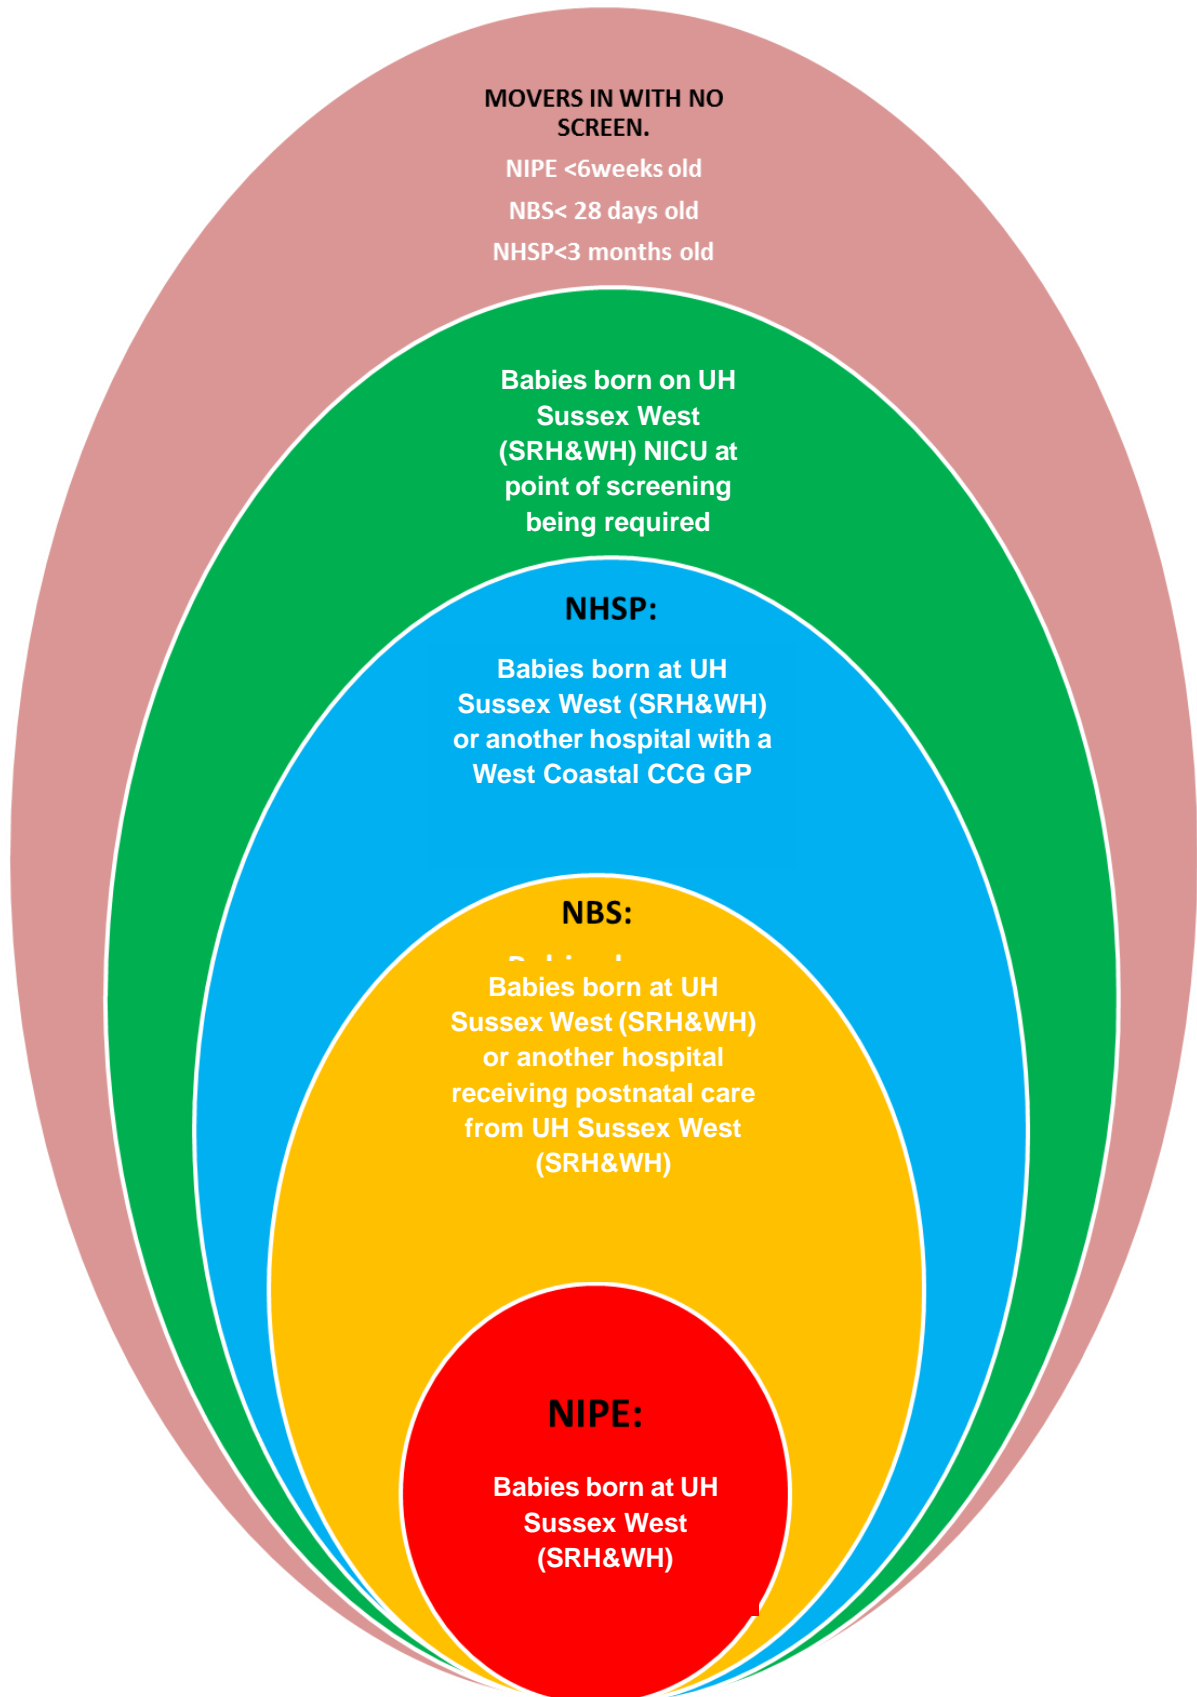 MOVERS IN WITH NO
SCREEN.
NIPE <6weeks old
NBS< 28 days old
NHSP<3 months old
Babies born on UH
Sussex West
(SRH&WH) NICU at
point of screening
being required
NHSP:
Babies born at UH
Sussex West (SRH&WH)
or another hospital with a
West Coastal CCG GP
NBS:
Babies born at UH
Sussex West (SRH&WH)
or another hospital
receiving postnatal care
from UH Sussex West
(SRH&WH)
NIPE:
Babies born at UH
Sussex West
(SRH&WH)